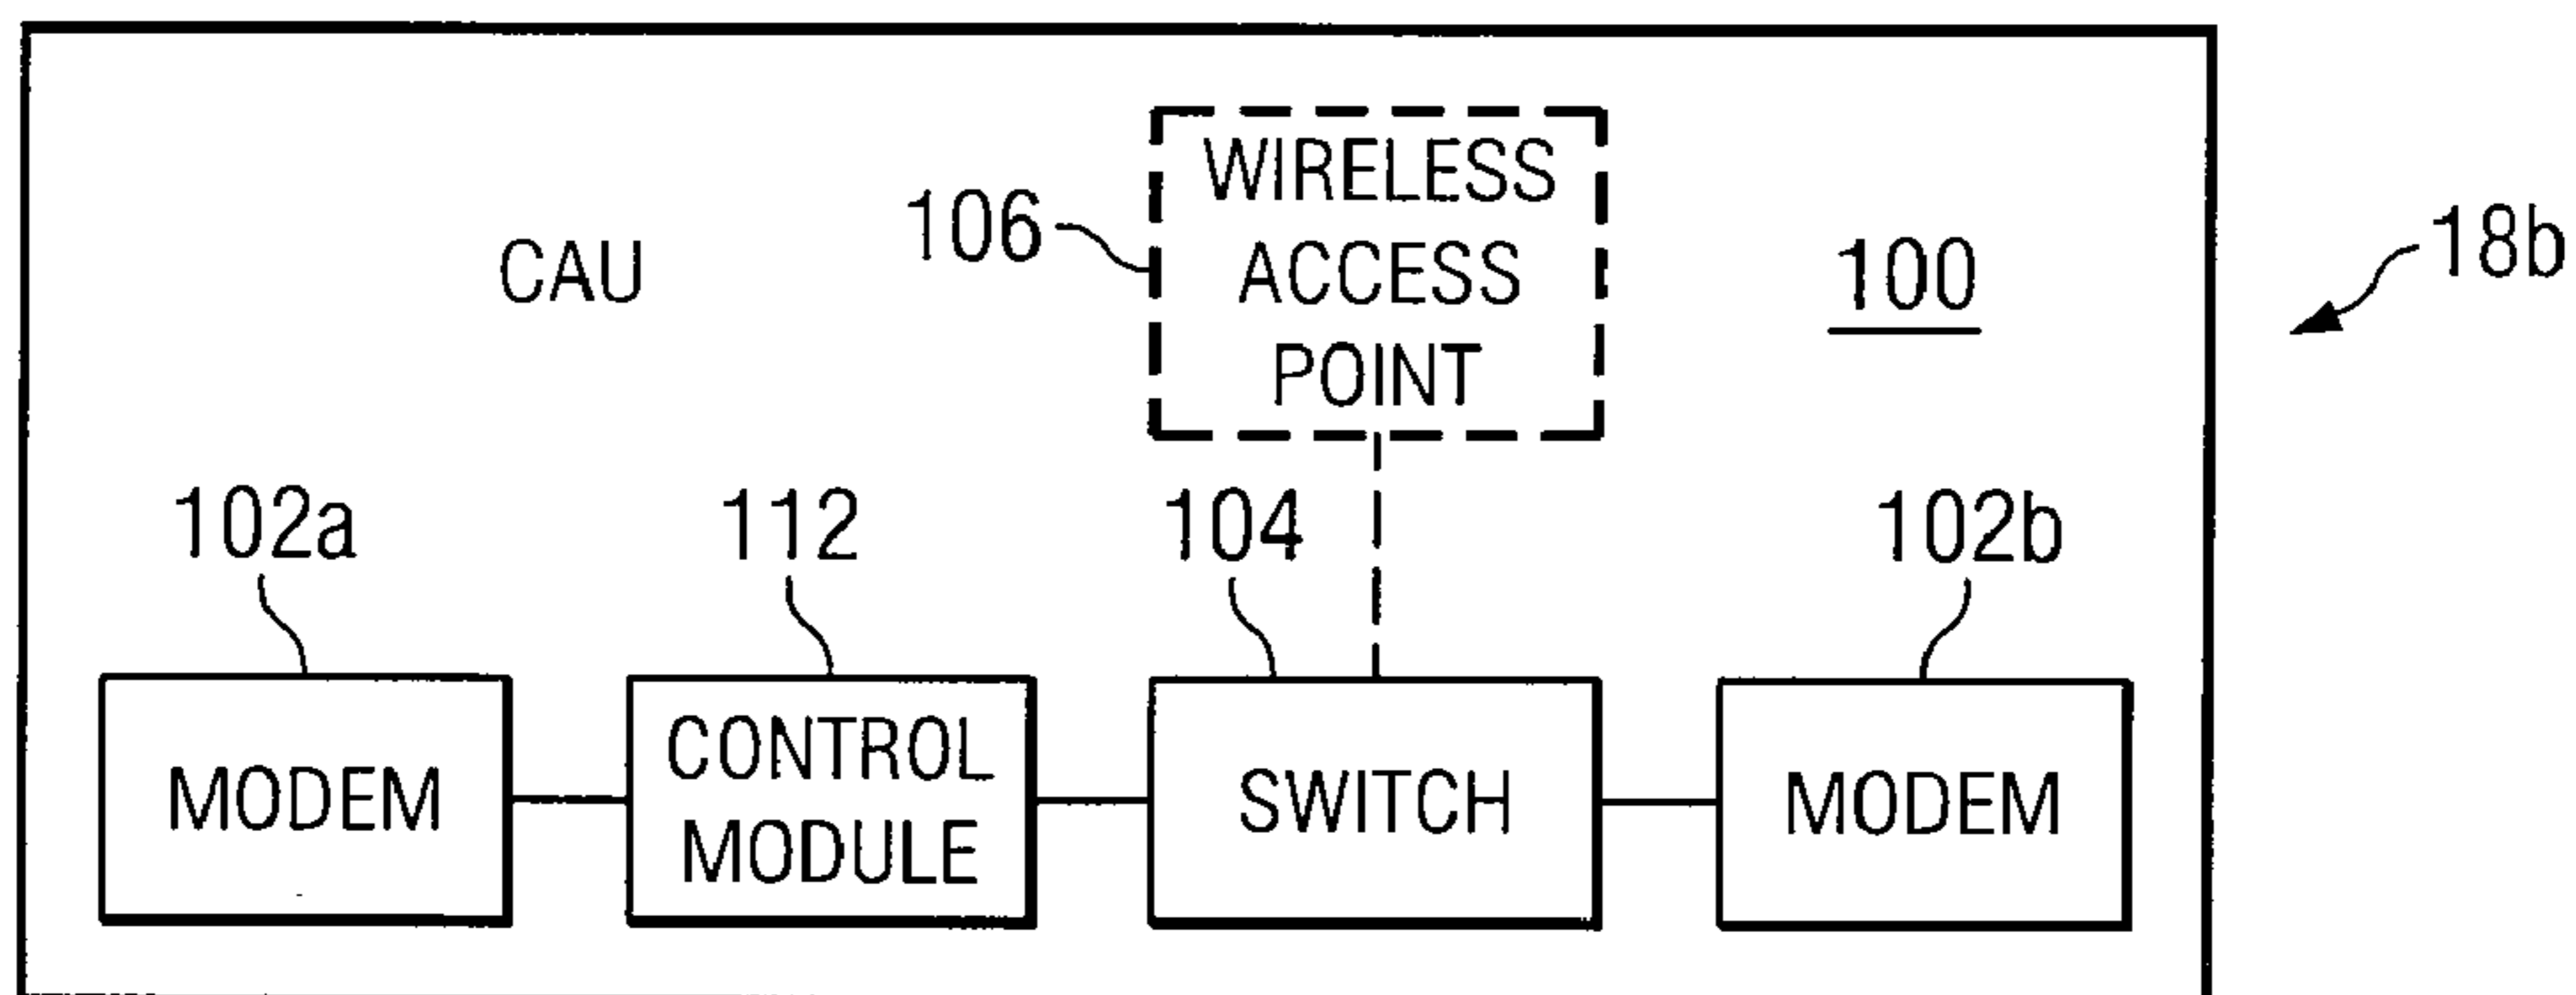 WIRELESS
ACCESS
POINT
106
CAU
100
18b
102a
112
104
102b
MODEM
CONTROL
MODULE
SWITCH
MODEM